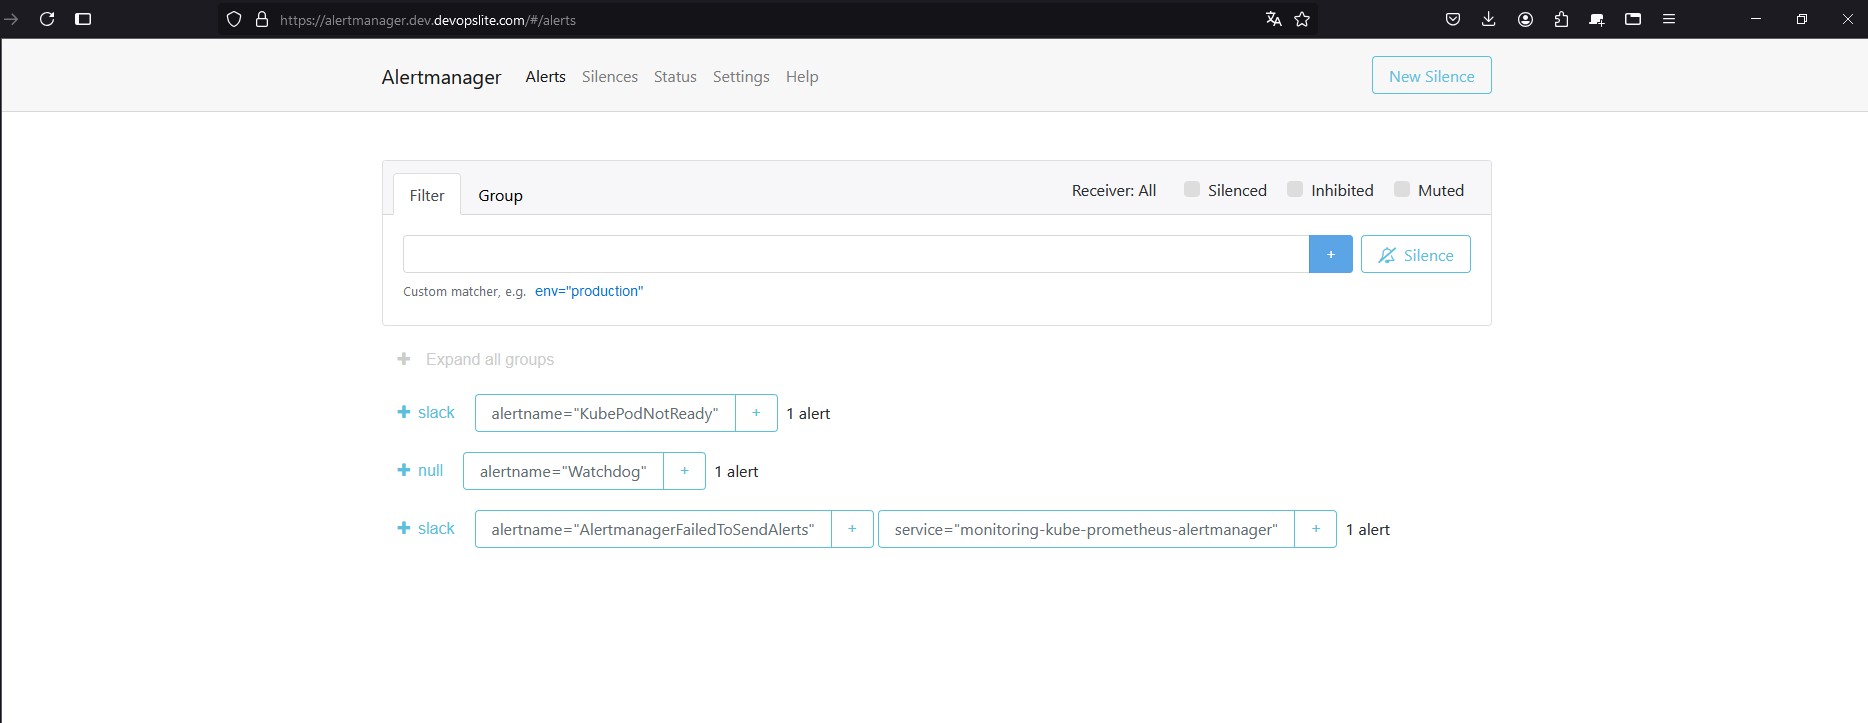 https://alertmanager.dev.devopslite.com/#/alerts
Alertmanager Alerts Silences Status Settings Help New Silence
Filter Group Receiver: All Silenced Inhibited Muted
+ Silence
Custom matcher, e.g. env="production"
+ Expand all groups
+ slack alertname="KubePodNotReady" + 1 alert
+ null alertname="Watchdog" + 1 alert
+ slack alertname="AlertmanagerFailedToSendAlerts" + service="monitoring-kube-prometheus-alertmanager" + 1 alert